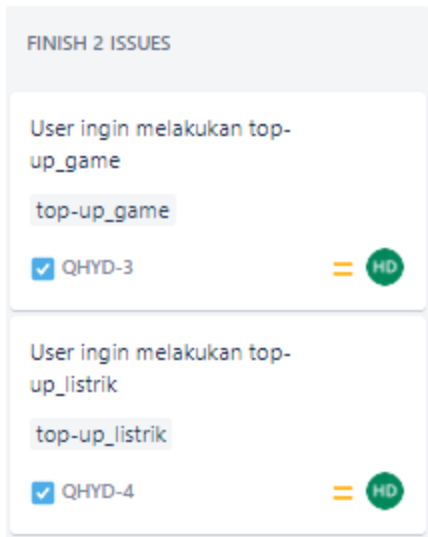 FINISH 2 ISSUES
User ingin melakukan top-
up_game
top-up_game
QHYD-3
HD
User ingin melakukan top-
up_listrik
top-up_listrik
QHYD-4
HD